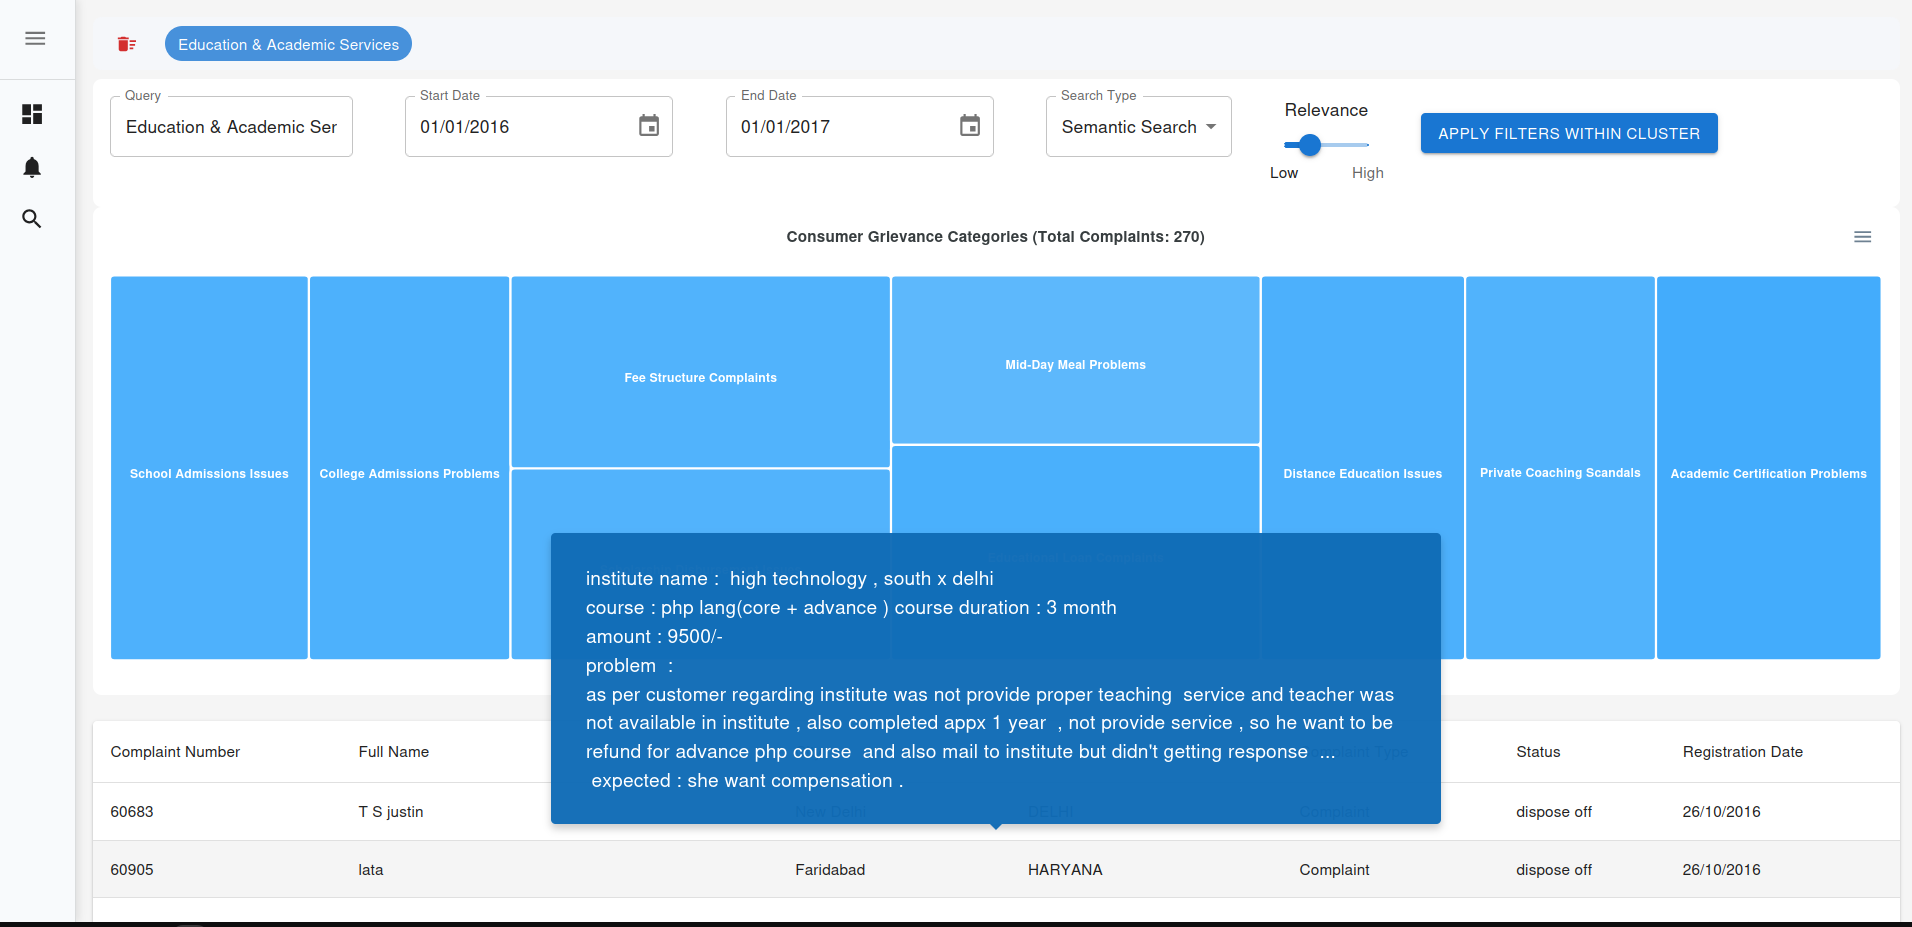 Education & Academic Services
Query
Start Date
End Date
Search Type
Relevance
Education & Academic Ser
01/01/2016
01/01/2017
Semantic Search
APPLY FILTERS WITHIN CLUSTER
Low
High
Consumer Grievance Categories (Total Complaints: 270)
Mid-Day Meal Problems
Fee Structure Complaints
School Admissions Issues
College Admissions Problems
Distance Education Issues
Private Coaching Scandals
Academic Certification Problems
institute name :  high technology , south x delhi
course : php lang(core + advance ) course duration : 3 month
amount : 9500/-
problem  :
as per customer regarding institute was not provide proper teaching  service and teacher was
not available in institute , also completed appx 1 year  , not provide service , so he want to be
refund for advance php course  and also mail to institute but didn't getting response  ...
expected : she want compensation .
Complaint Number
Full Name
Complaint Type
Status
Registration Date
60683
T S justin
New Delhi
DELHI
Complaint
dispose off
26/10/2016
60905
lata
Faridabad
HARYANA
Complaint
dispose off
26/10/2016